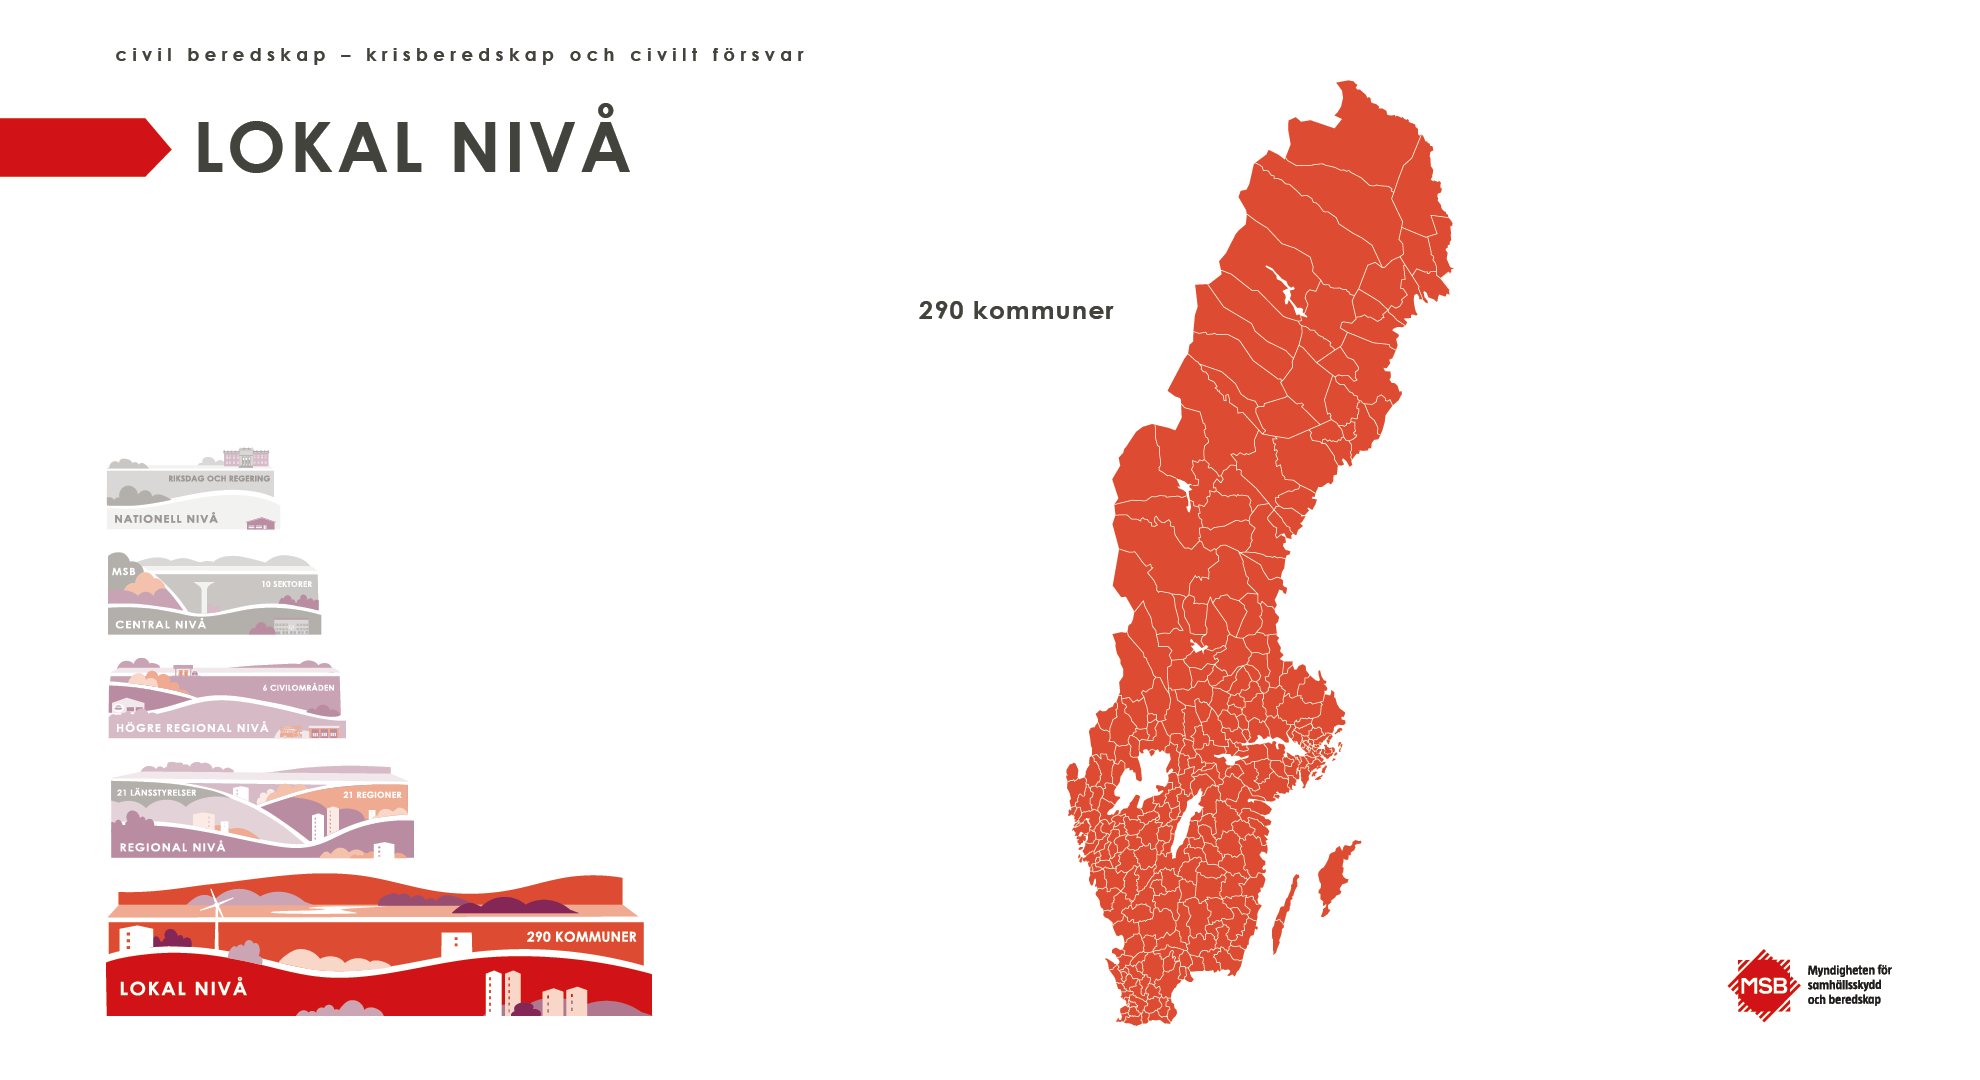 civil beredskap – krisberedskap och civilt försvar
LOKAL NIVÅ
290 kommuner
RIKSDAG OCH REGERING
NATIONELL NIVÅ
MSB
10 SEKTORER
CENTRAL NIVÅ
6 CIVILOMRÅDEN
HÖGRE REGIONAL NIVÅ
21 LÄNSSTYRELSER
21 REGIONER
REGIONAL NIVÅ
290 KOMMUNER
LOKAL NIVÅ
MSB
Myndigheten för
samhällsskydd
och beredskap